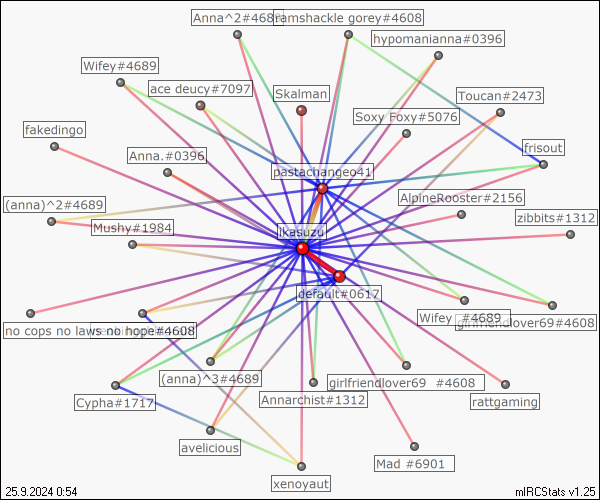 Anna^2#4689
ramshackle gorey#4608
hypomanianna#0396
Wifey#4689
ace deucy#7097
Skalman
Toucan#2473
Soxy Foxy#5076
fakedingo
Anna.#0396
frisout
pastachangeo41
(anna)^2#4689
AlpineRooster#2156
zibbits#1312
Mushy#1984
ikasuzu
default#0617
no cops no laws no hope#4608
Wifey #4689
girlfriendlover69#4608
(anna)^3#4689
girlfriendlover69 #4608
Cypha#1717
Annarchist#1312
rattgaming
avelicious
Mad #6901
xenoyaut
25.9.2024 0:54
mIRCStats v1.25